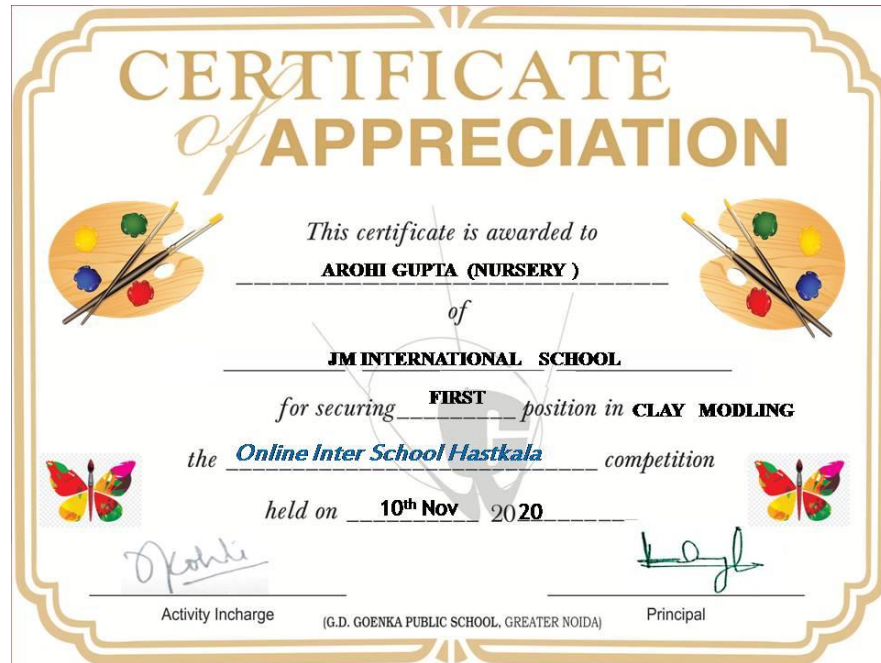 CERTIFICATE
of APPRECIATION
This certificate is awarded to
AROHI GUPTA (NURSERY )
of
JM INTERNATIONAL SCHOOL
for securing FIRST position in CLAY MODLING
the Online Inter School Hastkala competition
held on 10th Nov 2020
Kohli
Activity Incharge
(G.D. GOENKA PUBLIC SCHOOL, GREATER NOIDA)
Principal